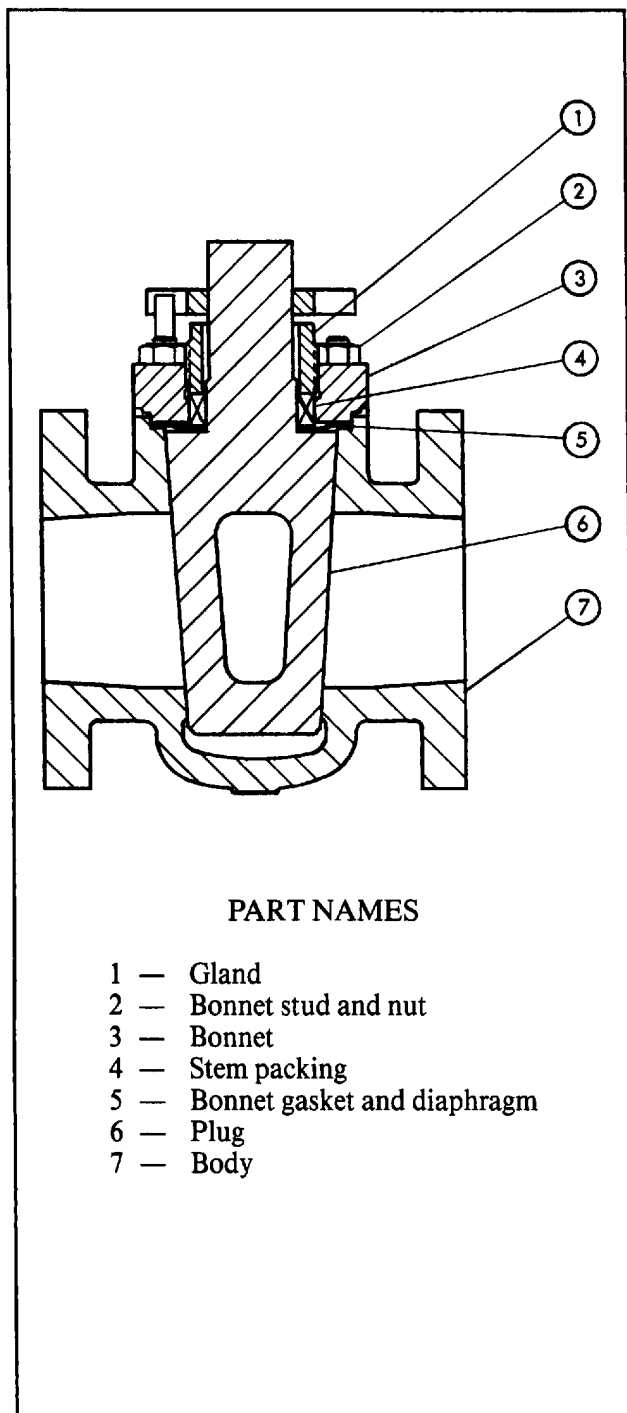 1
2
3
4
5
6
7
PART NAMES
1 — Gland
2 — Bonnet stud and nut
3 — Bonnet
4 — Stem packing
5 — Bonnet gasket and diaphragm
6 — Plug
7 — Body